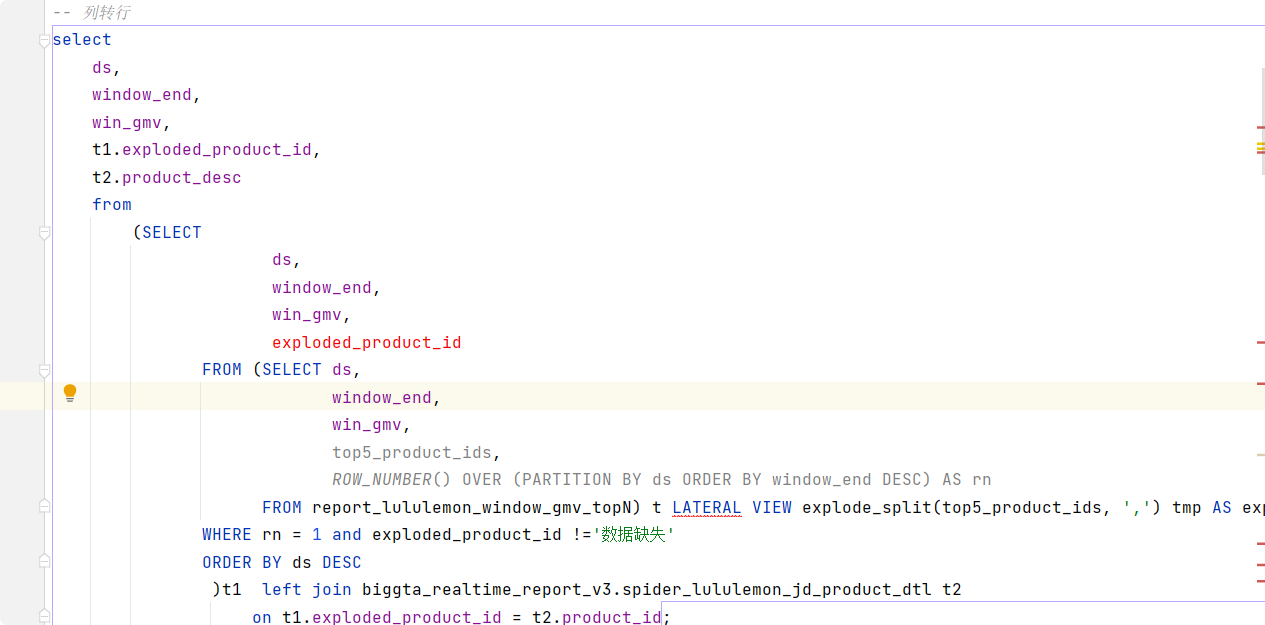 -- 列转行
select
ds,
window_end,
win_gmv,
t1.exploded_product_id,
t2.product_desc
from
(SELECT
ds,
window_end,
win_gmv,
exploded_product_id
FROM (SELECT ds,
window_end,
win_gmv,
top5_product_ids,
ROW_NUMBER() OVER (PARTITION BY ds ORDER BY window_end DESC) AS rn
FROM report_lululemon_window_gmv_topN) t LATERAL VIEW explode_split(top5_product_ids, ',') tmp AS exp
WHERE rn = 1 and exploded_product_id !='数据缺失'
ORDER BY ds DESC
)t1 left join biggta_realtime_report_v3.spider_lululemon_jd_product_dtl t2
on t1.exploded_product_id = t2.product_id;